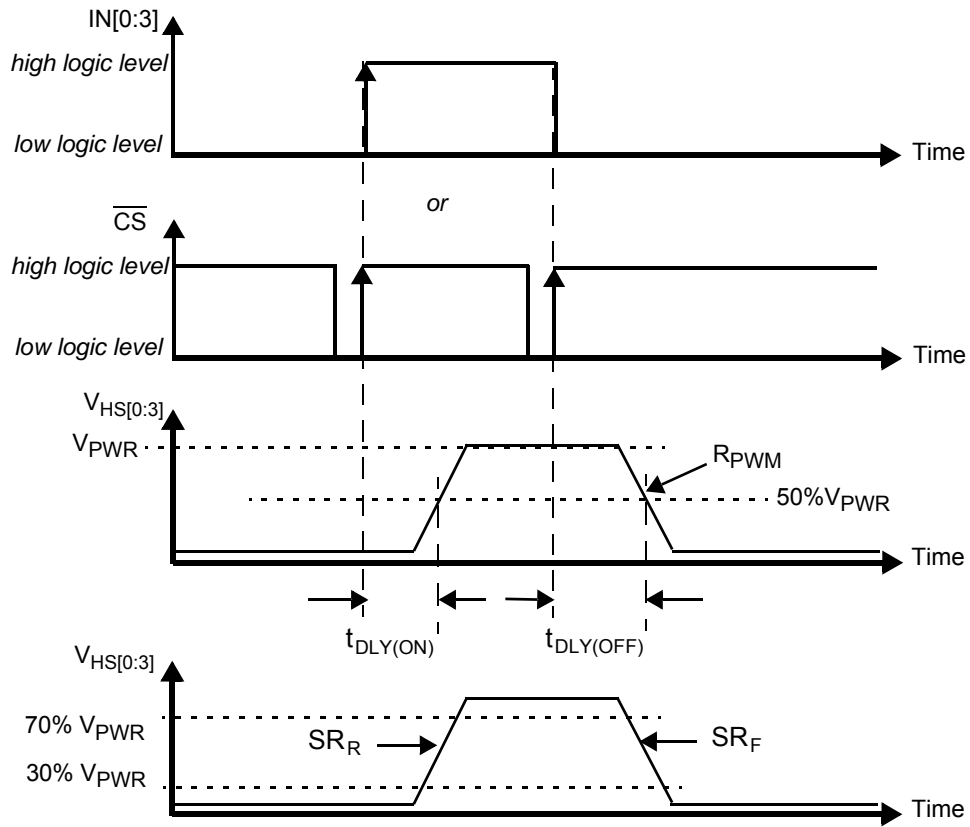 IN[0:3]
high logic level
low logic level
Time
or
CS
high logic level
low logic level
Time
VHS[0:3]
VPWR
RPWM
50%VPWR
Time
tDLY(ON)
tDLY(OFF)
VHS[0:3]
70% VPWR
SRR
SRF
30% VPWR
Time